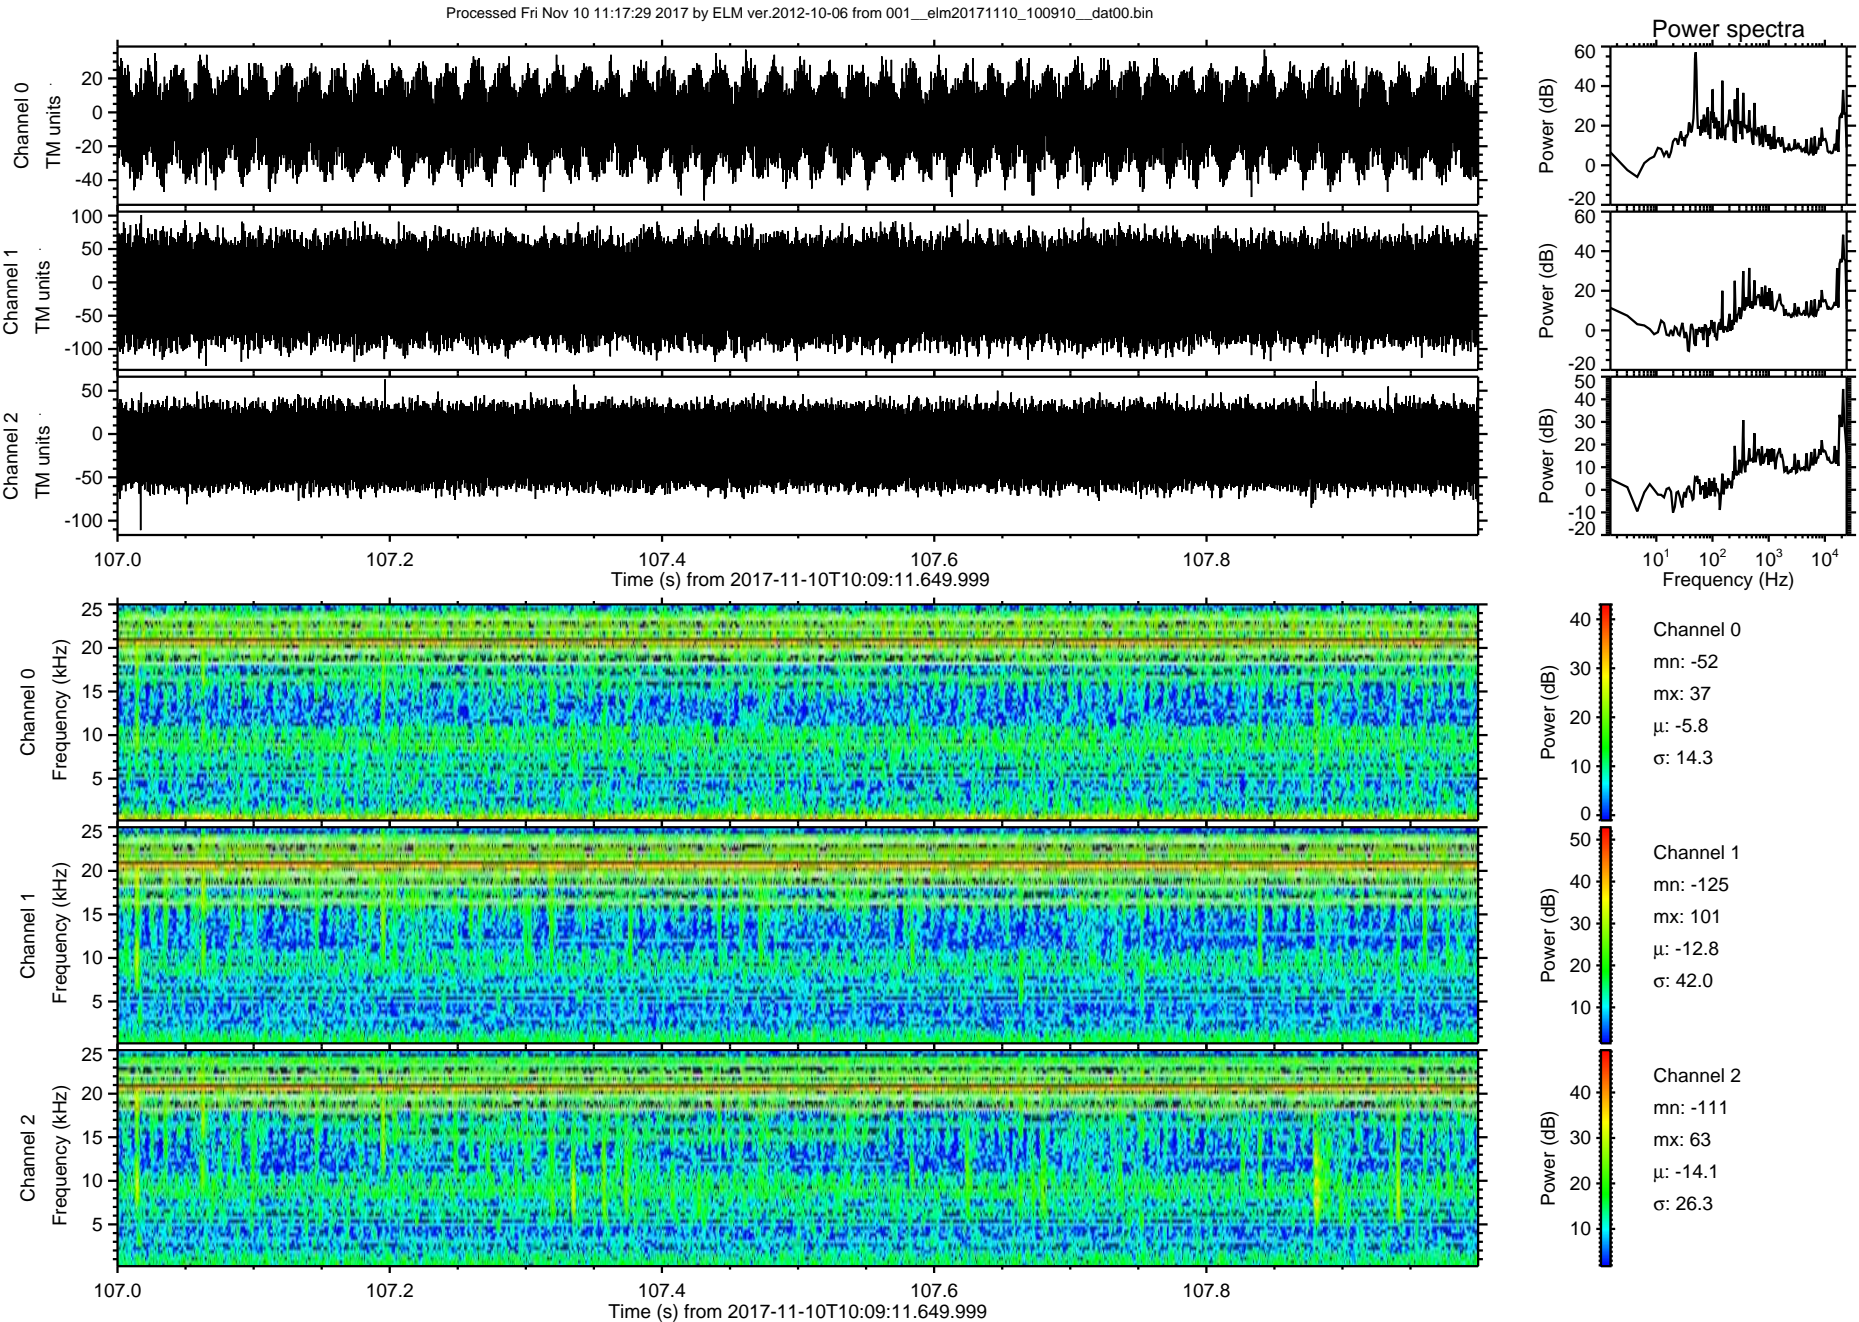 Processed Fri Nov 10 11:17:29 2017 by ELM ver.2012-10-06 from 001__elm20171110_100910__dat00.bin
Power spectra
Channel 0
TM units
20
0
-20
-40
Power (dB)
60
40
20
0
-20
Channel 1
TM units
100
50
0
-50
-100
Power (dB)
60
40
20
0
-20
Channel 2
TM units
50
0
-50
-100
Power (dB)
50
40
30
20
10
0
-10
-20
107.0 107.2 107.4 107.6 107.8
Time (s) from 2017-11-10T10:09:11.649.999
10¹ 10² 10³ 10⁴
Frequency (Hz)
Channel 0
Frequency (kHz)
25
20
15
10
5
Power (dB)
40
30
20
10
0
Channel 0
mn: -52
mx: 37
μ: -5.8
σ: 14.3
Channel 1
Frequency (kHz)
25
20
15
10
5
Power (dB)
50
40
30
20
10
Channel 1
mn: -125
mx: 101
μ: -12.8
σ: 42.0
Channel 2
Frequency (kHz)
25
20
15
10
5
Power (dB)
40
30
20
10
Channel 2
mn: -111
mx: 63
μ: -14.1
σ: 26.3
107.0 107.2 107.4 107.6 107.8
Time (s) from 2017-11-10T10:09:11.649.999